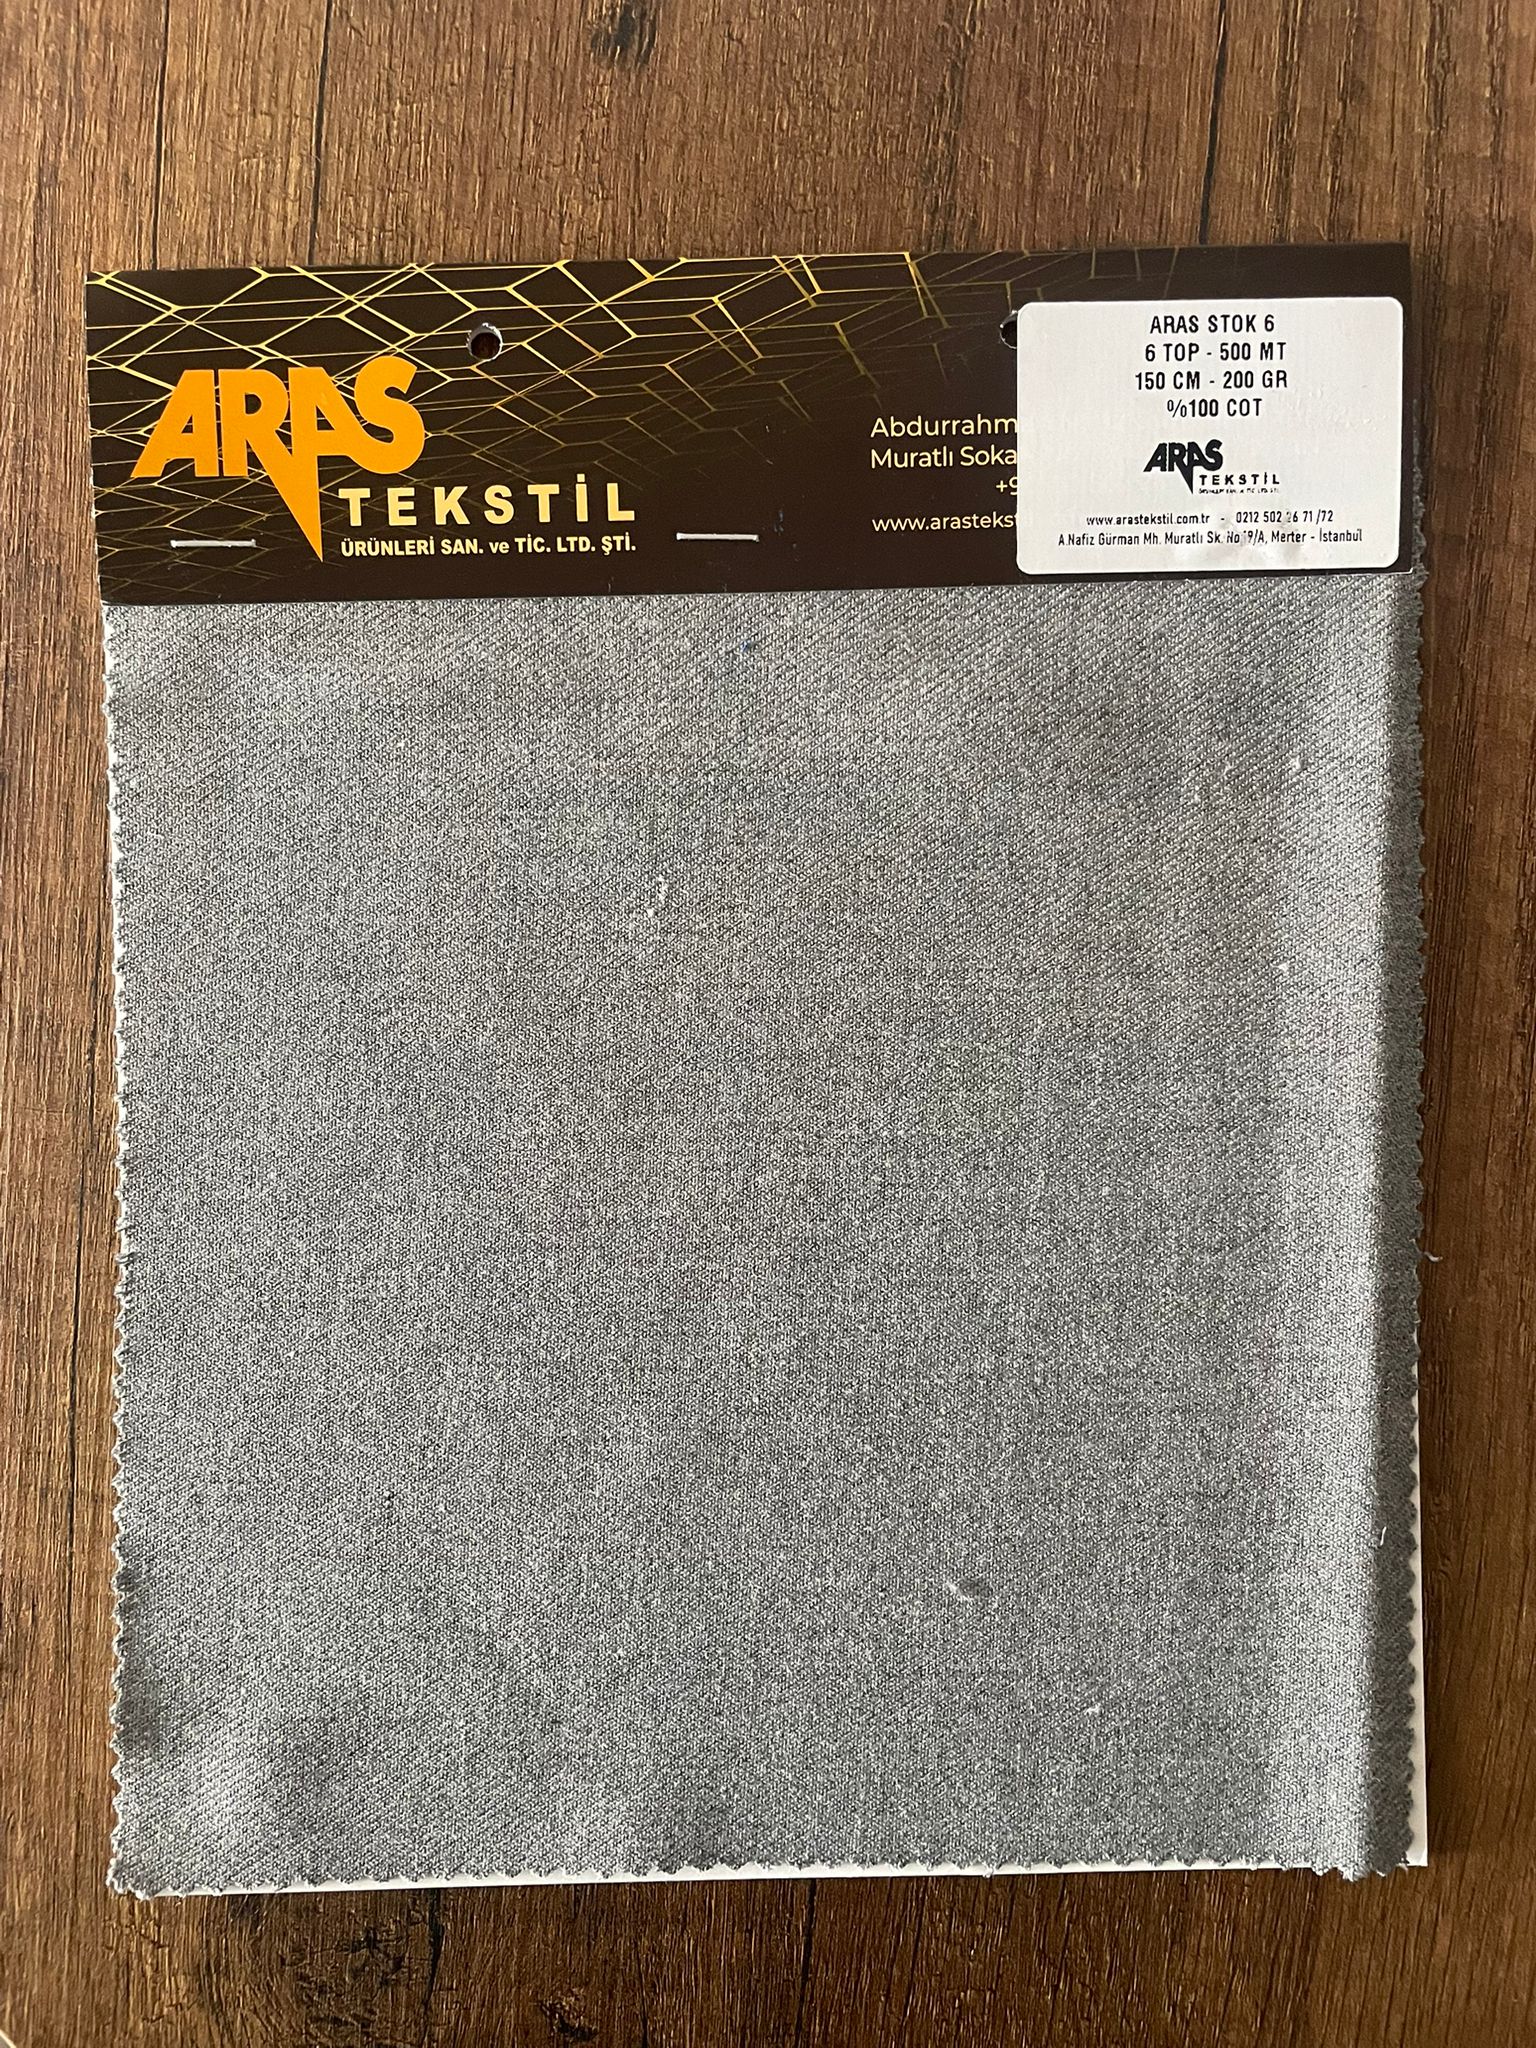 ARAS
TEKSTİL
ÜRÜNLERİ SAN. ve TİC. LTD. ŞTİ.
Abdurrahm
Muratlı Soka
+9
www.arastekst
ARAS STOK 6
6 TOP - 500 MT
150 CM - 200 GR
%100 COT
ARAS
TEKSTİL
www.arastekstil.com.tr - 0212 502 26 71 /72
A.Nafiz Gürman Mh. Muratlı Sk. No 19/A, Merter - İstanbul